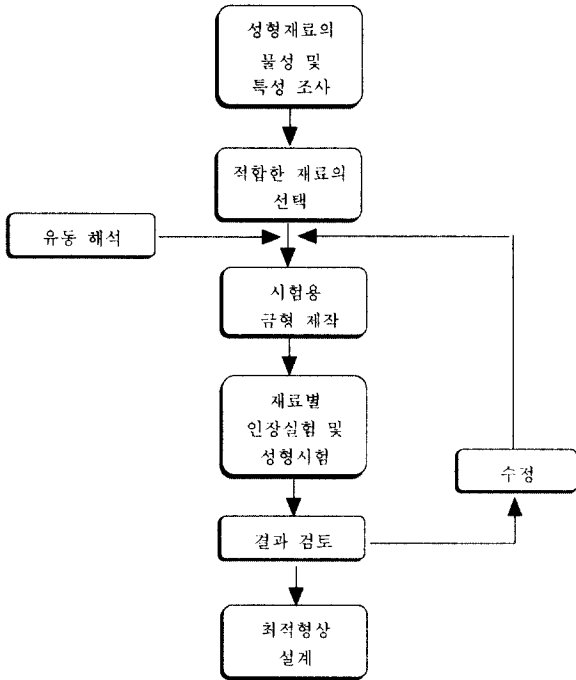 성형재료의
물성 및
특성 조사
적합한 재료의
선택
유동 해석
시험용
금형 제작
재료별
인장실험 및
성형시험
수정
결과 검토
최적형상
설계